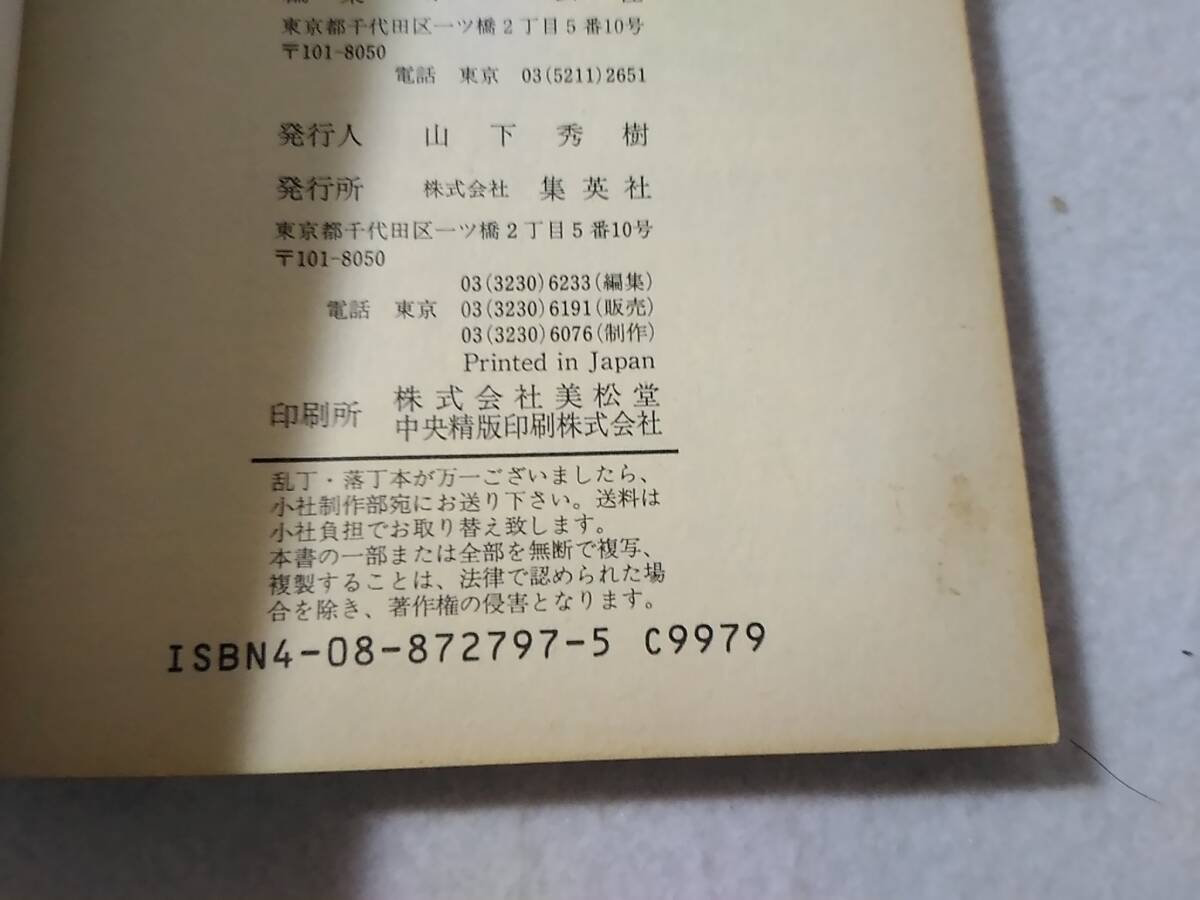 東京都千代田区一ツ橋2丁目5番10号
〒101-8050
電話 東京 03(5211)2651
発行人 山下秀樹
発行所 株式会社 集英社
東京都千代田区一ツ橋2丁目5番10号
〒101-8050
03(3230)6233(編集)
電話 東京 03(3230)6191(販売)
03(3230)6076(制作)
Printed in Japan
印刷所 株式会社美松堂
中央精版印刷株式会社
乱丁・落丁本が万一ございましたら、
小社制作部宛にお送り下さい。送料は
小社負担でお取り替え致します。
本書の一部または全部を無断で複写、
複製することは、法律で認められた場
合を除き、著作権の侵害となります。
ISBN4-08-872797-5 C9979